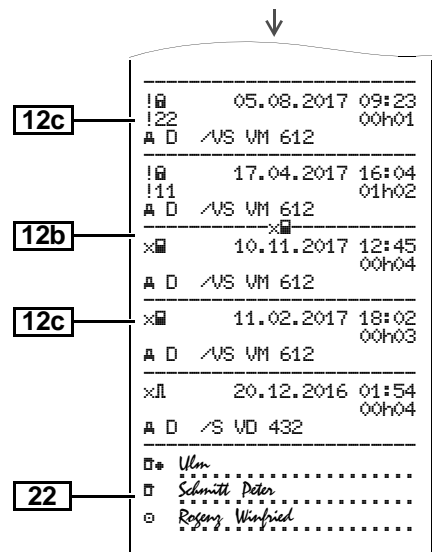 ! 05.08.2017 09:23
12c
!22 00h01
D /VS VM 612
! 17.04.2017 16:04
!11 01h02
D /VS VM 612
12b
×
× 10.11.2017 12:45
00h04
D /VS VM 612
12c
× 11.02.2017 18:02
00h03
D /VS VM 612
× 20.12.2016 01:54
00h04
D /S VD 432
Ulm
22
Schmitt Peter
Rogenz Winfried